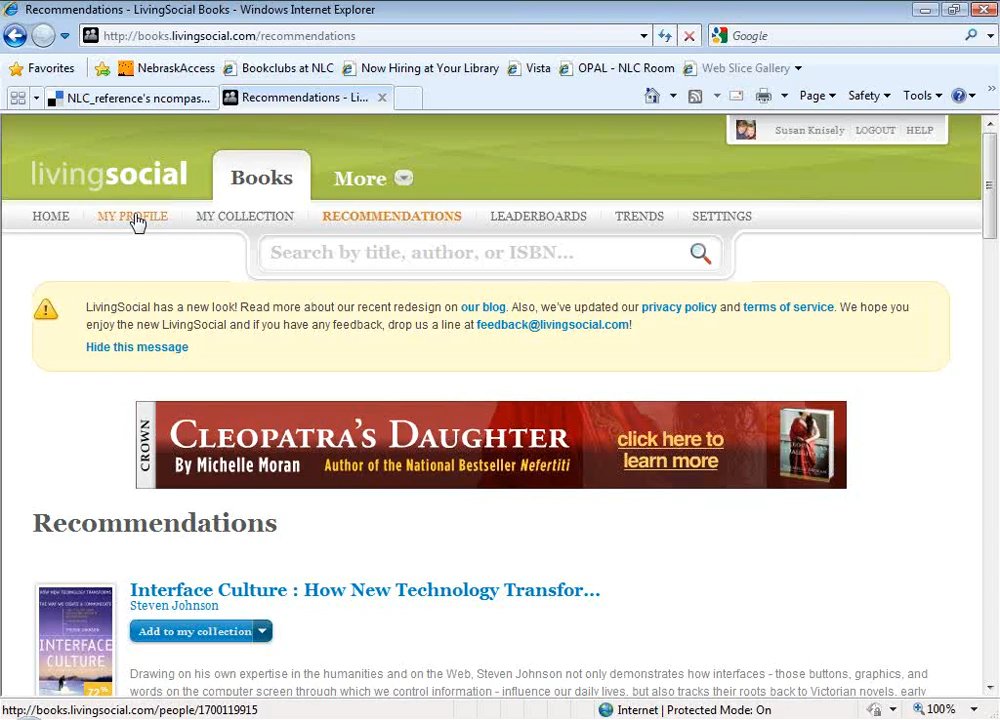 Recommendations - LivingSocial Books - Windows Internet Explorer
http://books.livingsocial.com/recommendations
Google
Favorites NebraskAccess Bookclubs at NLC Now Hiring at Your Library Vista OPAL - NLC Room Web Slice Gallery
NLC_reference's ncompas... Recommendations - Li... Page Safety Tools
Susan Knisely LOGOUT HELP
livingsocial Books More
HOME MY PROFILE MY COLLECTION RECOMMENDATIONS LEADERBOARDS TRENDS SETTINGS
Search by title, author, or ISBN...
LivingSocial has a new look! Read more about our recent redesign on our blog. Also, we've updated our privacy policy and terms of service. We hope you
enjoy the new LivingSocial and if you have any feedback, drop us a line at feedback@livingsocial.com!
Hide this message
CROWN
CLEOPATRA'S DAUGHTER
By Michelle Moran Author of the National Bestseller Nefertiti
click here to
learn more
Recommendations
Interface Culture : How New Technology Transfor...
Steven Johnson
Add to my collection
INTERFACE
CULTURE
Drawing on his own expertise in the humanities and on the Web, Steven Johnson not only demonstrates how interfaces - those buttons, graphics, and
words on the computer screen through which we control information - influence our daily lives, but also tracks their roots back to Victorian novels, early
http://books.livingsocial.com/people/1700119915 Internet | Protected Mode: On 100%